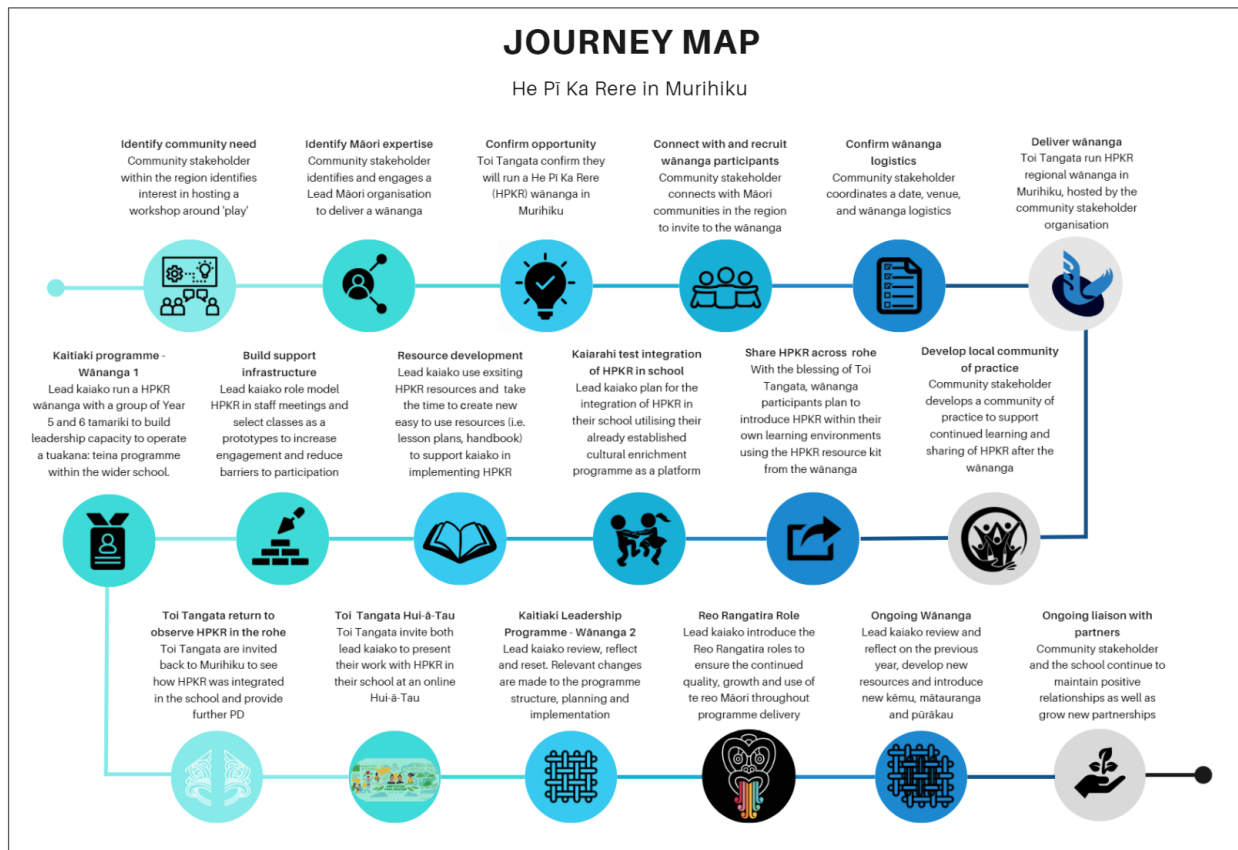 JOURNEY MAP
He Pī Ka Rere in Murihiku
Identify community need
Community stakeholder
within the region identifies
interest in hosting a
workshop around 'play'
Identify Māori expertise
Community stakeholder
identifies and engages a
Lead Māori organisation
to deliver a wānanga
Confirm opportunity
Toi Tangata confirm they
will run a He Pī Ka Rere
(HPKR) wānanga in
Murihiku
Connect with and recruit
wānanga participants
Community stakeholder
connects with Māori
communities in the region
to invite to the wānanga
Confirm wānanga
logistics
Community stakeholder
coordinates a date, venue,
and wānanga logistics
Deliver wānanga
Toi Tangata run HPKR
regional wānanga in
Murihiku, hosted by the
community stakeholder
organisation
Kaitiaki programme -
Wānanga 1
Lead kaiako run a HPKR
wānanga with a group of Year
5 and 6 tamariki to build
leadership capacity to operate
a tuakana: teina programme
within the wider school.
Build support
infrastructure
Lead kaiako role model
HPKR in staff meetings and
select classes as a
prototypes to increase
engagement and reduce
barriers to participation
Resource development
Lead kaiako use exsiting
HPKR resources and take
the time to create new
easy to use resources (i.e.
lesson plans, handbook)
to support kaiako in
implementing HPKR
Kaiarahi test integration
of HPKR in school
Lead kaiako plan for the
integration of HPKR in
their school utilising their
already established
cultural enrichment
programme as a platform
Share HPKR across rohe
With the blessing of Toi
Tangata, wānanga
participants plan to
introduce HPKR within their
own learning environments
using the HPKR resource kit
from the wānanga
Develop local community
of practice
Community stakeholder
develops a community of
practice to support
continued learning and
sharing of HPKR after the
wānanga
Toi Tangata return to
observe HPKR in the rohe
Toi Tangata are invited
back to Murihiku to see
how HPKR was integrated
in the school and provide
further PD
Toi Tangata Hui-ā-Tau
Toi Tangata invite both
lead kaiako to present
their work with HPKR in
their school at an online
Hui-ā-Tau
Kaitiaki Leadership
Programme - Wānanga 2
Lead kaiako review, reflect
and reset. Relevant changes
are made to the programme
structure, planning and
implementation
Reo Rangatira Role
Lead kaiako introduce the
Reo Rangatira roles to
ensure the continued
quality, growth and use of
te reo Māori throughout
programme delivery
Ongoing Wānanga
Lead kaiako review and
reflect on the previous
year, develop new
resources and introduce
new kēmu, mātauranga
and pūrākau
Ongoing liaison with
partners
Community stakeholder
and the school continue to
maintain positive
relationships as well as
grow new partnerships